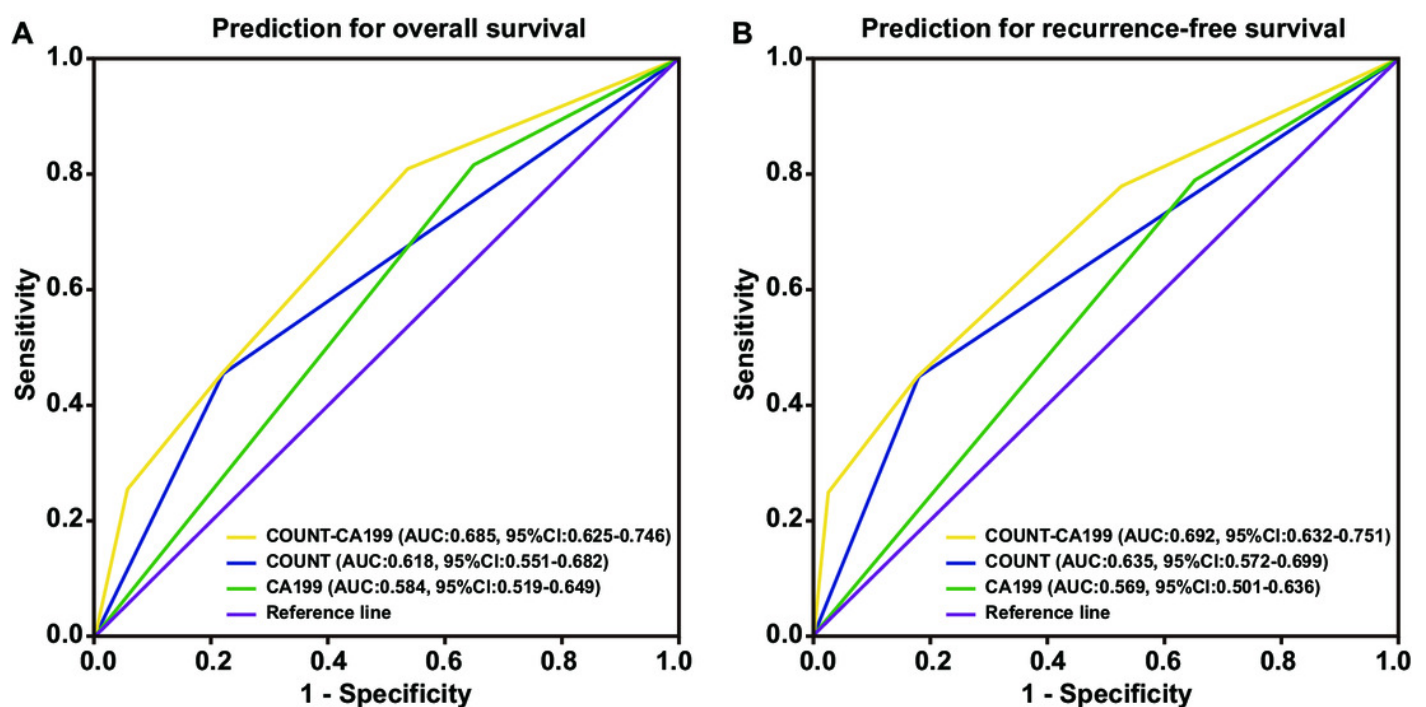 A
Prediction for overall survival
1.0
0.8
0.6
0.4
0.2
0.0
Sensitivity
COUNT-CA199 (AUC:0.685, 95%CI:0.625-0.746)
COUNT (AUC:0.618, 95%CI:0.551-0.682)
CA199 (AUC:0.584, 95%CI:0.519-0.649)
Reference line
0.0 0.2 0.4 0.6 0.8 1.0
1 - Specificity
B
Prediction for recurrence-free survival
1.0
0.8
0.6
0.4
0.2
0.0
Sensitivity
COUNT-CA199 (AUC:0.692, 95%CI:0.632-0.751)
COUNT (AUC:0.635, 95%CI:0.572-0.699)
CA199 (AUC:0.569, 95%CI:0.501-0.636)
Reference line
0.0 0.2 0.4 0.6 0.8 1.0
1 - Specificity